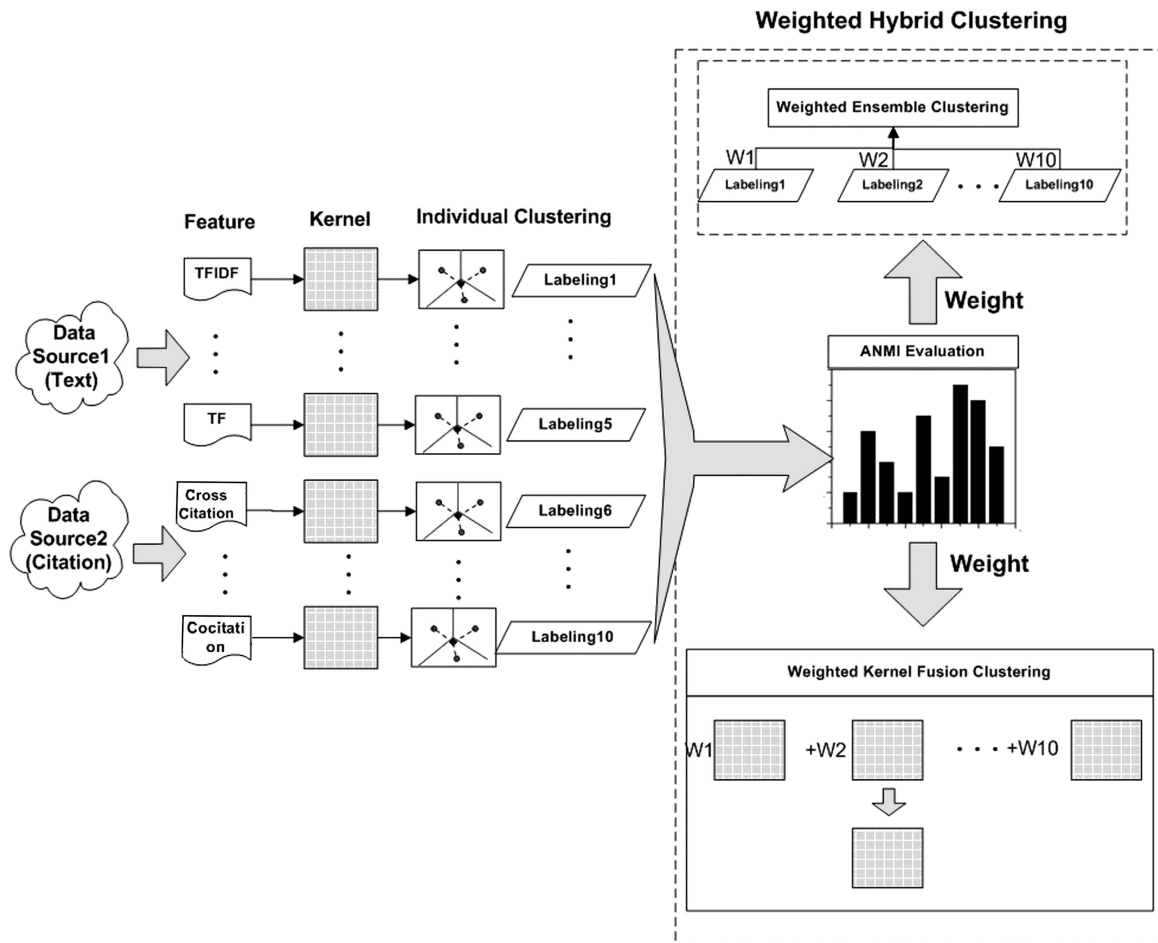 Weighted Hybrid Clustering
Weighted Ensemble Clustering
W1
W2
W10
Labeling1
Labeling2
. . .
Labeling10
Feature
Kernel
Individual Clustering
TFIDF
Labeling1
Data
Source1
(Text)
TF
Labeling5
Cross
Citation
Labeling6
Data
Source2
(Citation)
Cocitati
on
Labeling10
Weight
ANMI Evaluation
Weight
Weighted Kernel Fusion Clustering
W1
+W2
. . . +W10